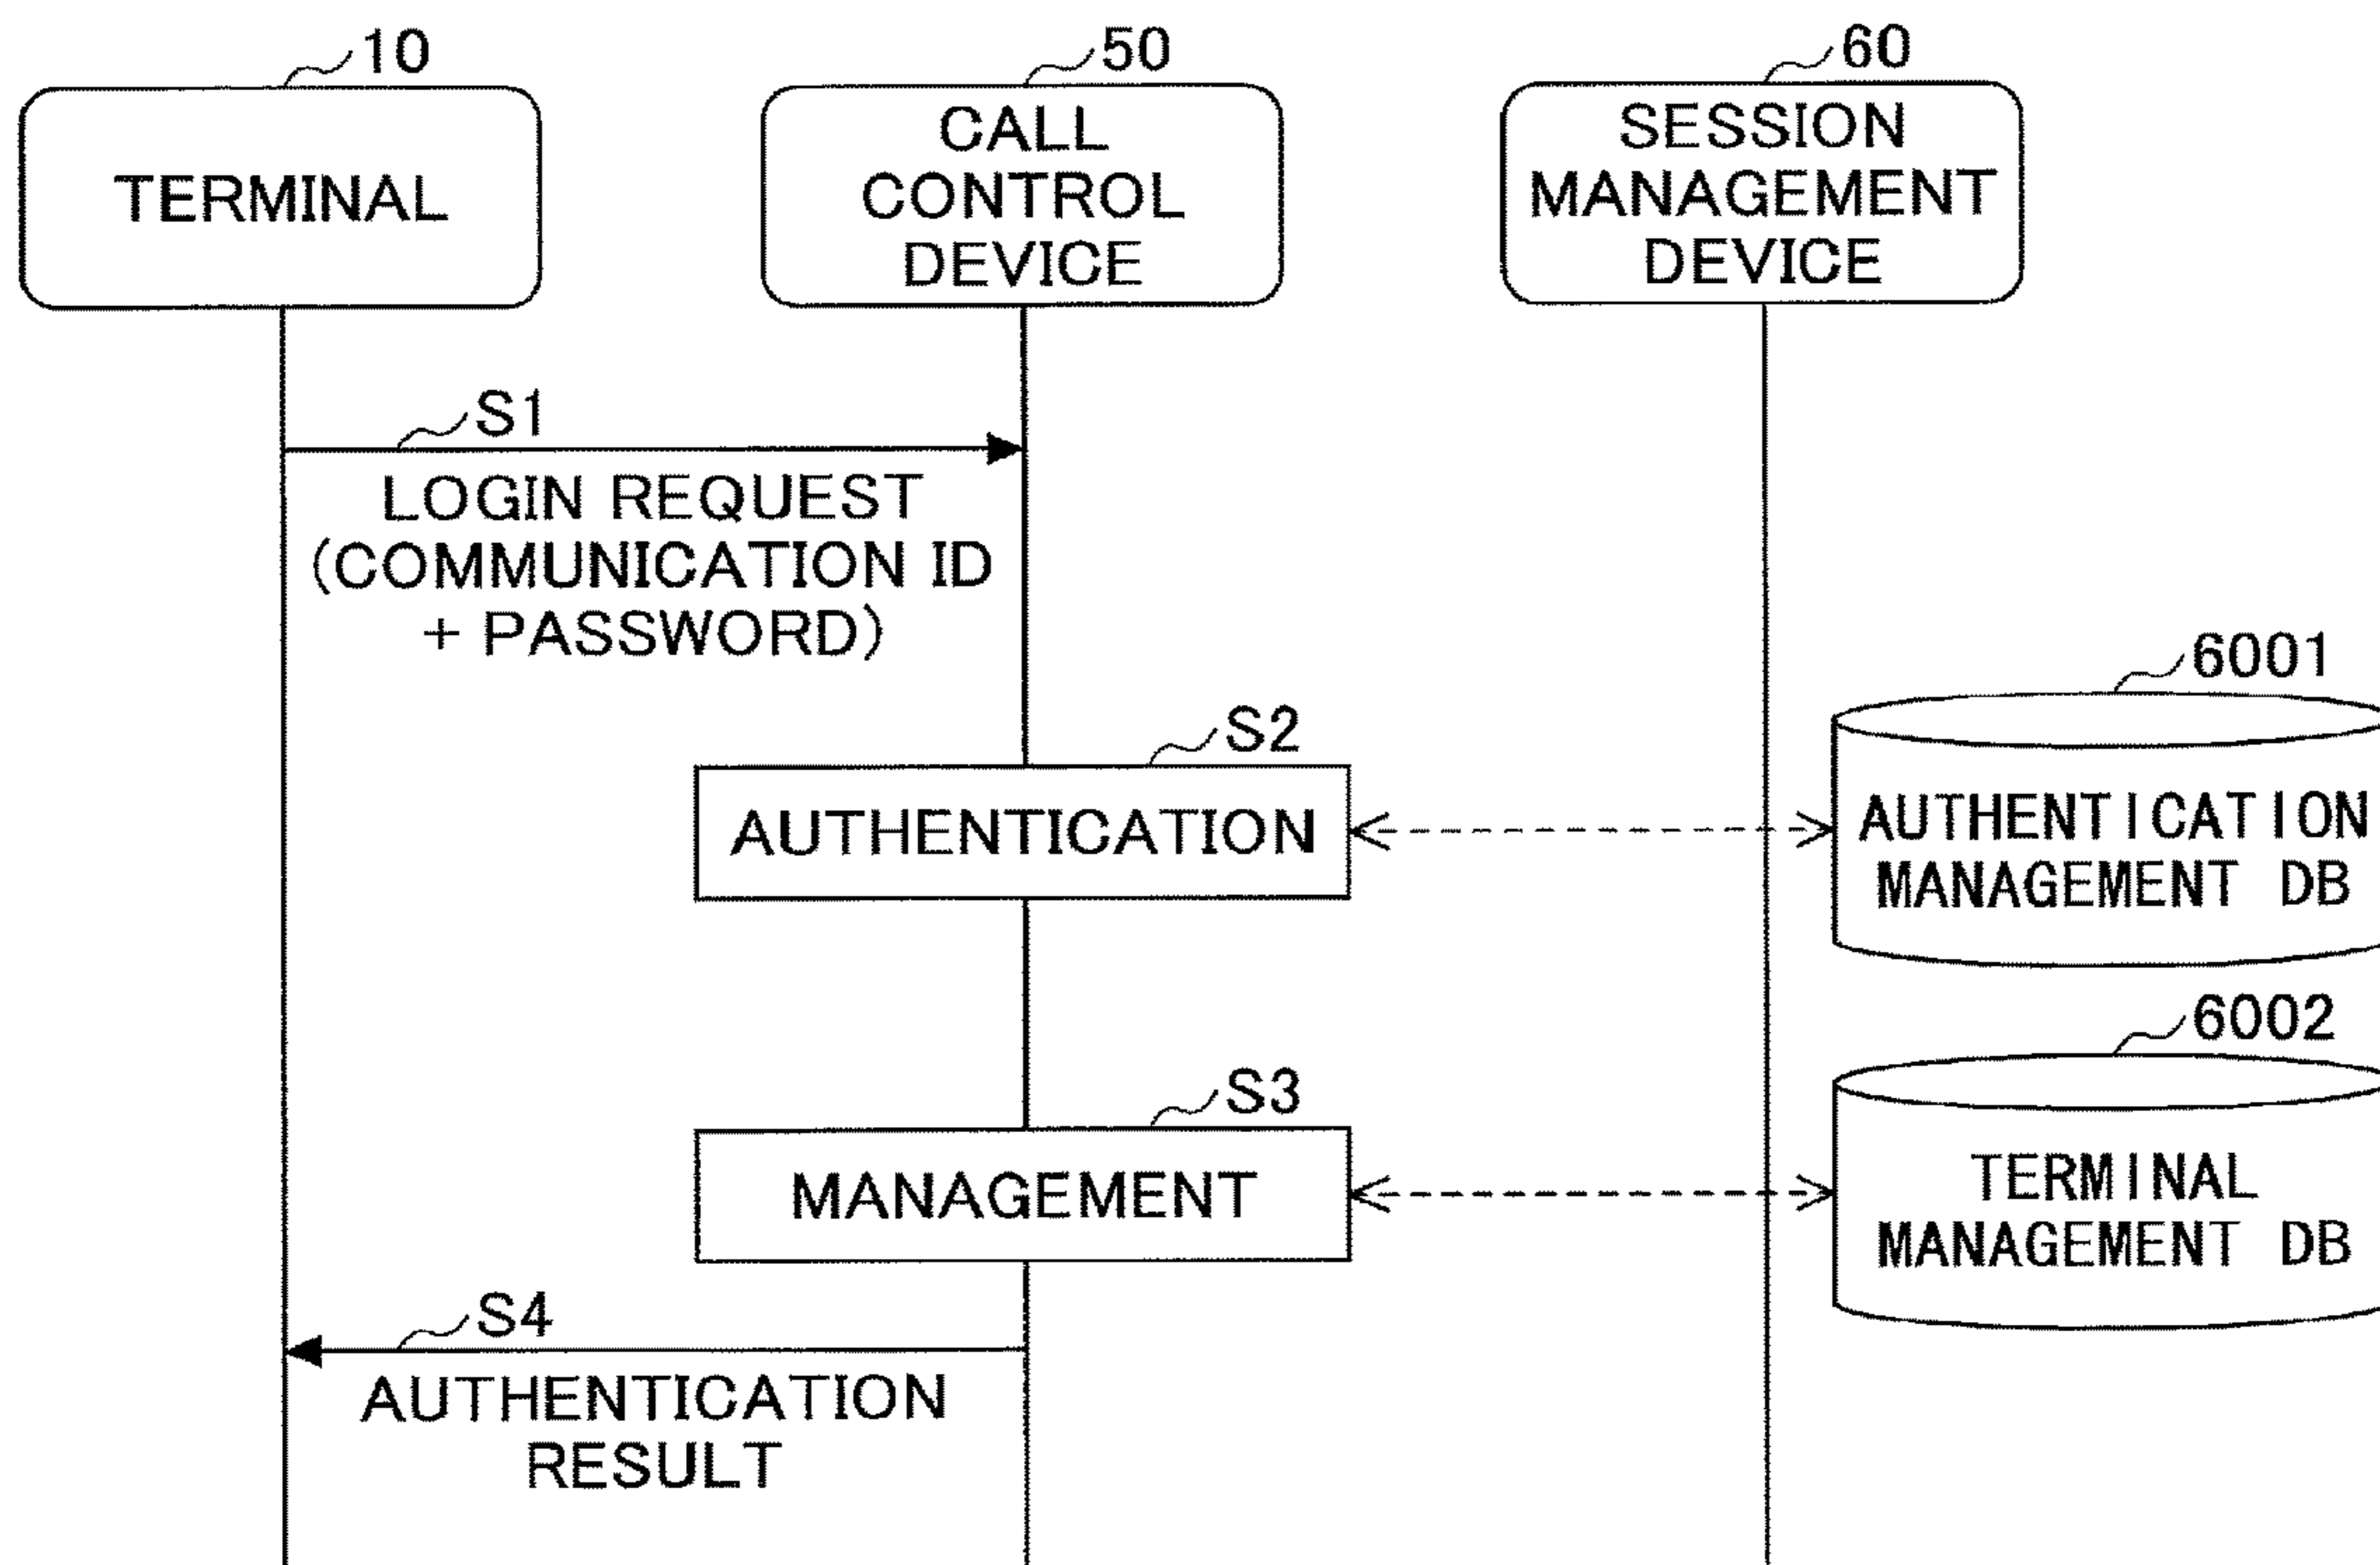 10
50
60
TERMINAL
CALL
CONTROL
DEVICE
SESSION
MANAGEMENT
DEVICE
S1
LOGIN REQUEST
(COMMUNICATION ID
+ PASSWORD)
6001
S2
AUTHENTICATION
AUTHENTICATION
MANAGEMENT DB
6002
S3
MANAGEMENT
TERMINAL
MANAGEMENT DB
S4
AUTHENTICATION
RESULT